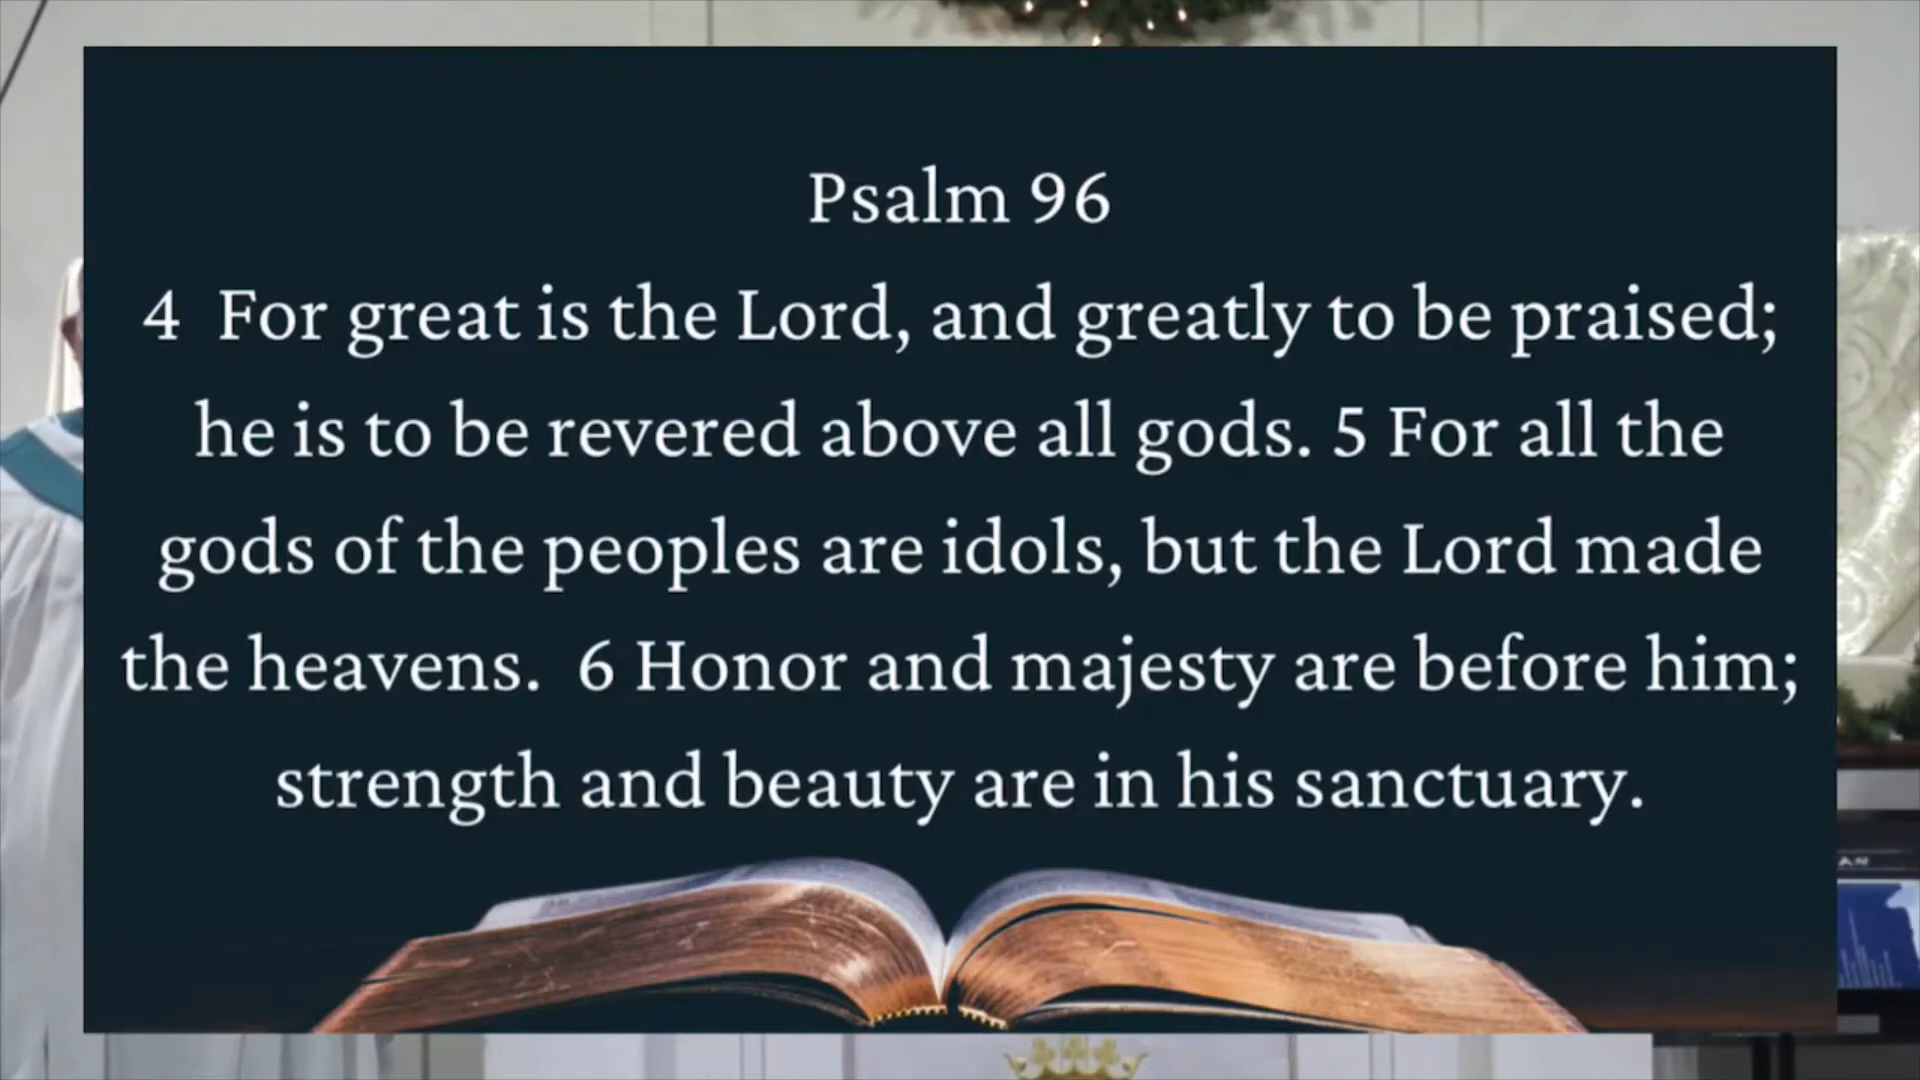 Psalm 96
4 For great is the Lord, and greatly to be praised;
he is to be revered above all gods. 5 For all the
gods of the peoples are idols, but the Lord made
the heavens. 6 Honor and majesty are before him;
strength and beauty are in his sanctuary.